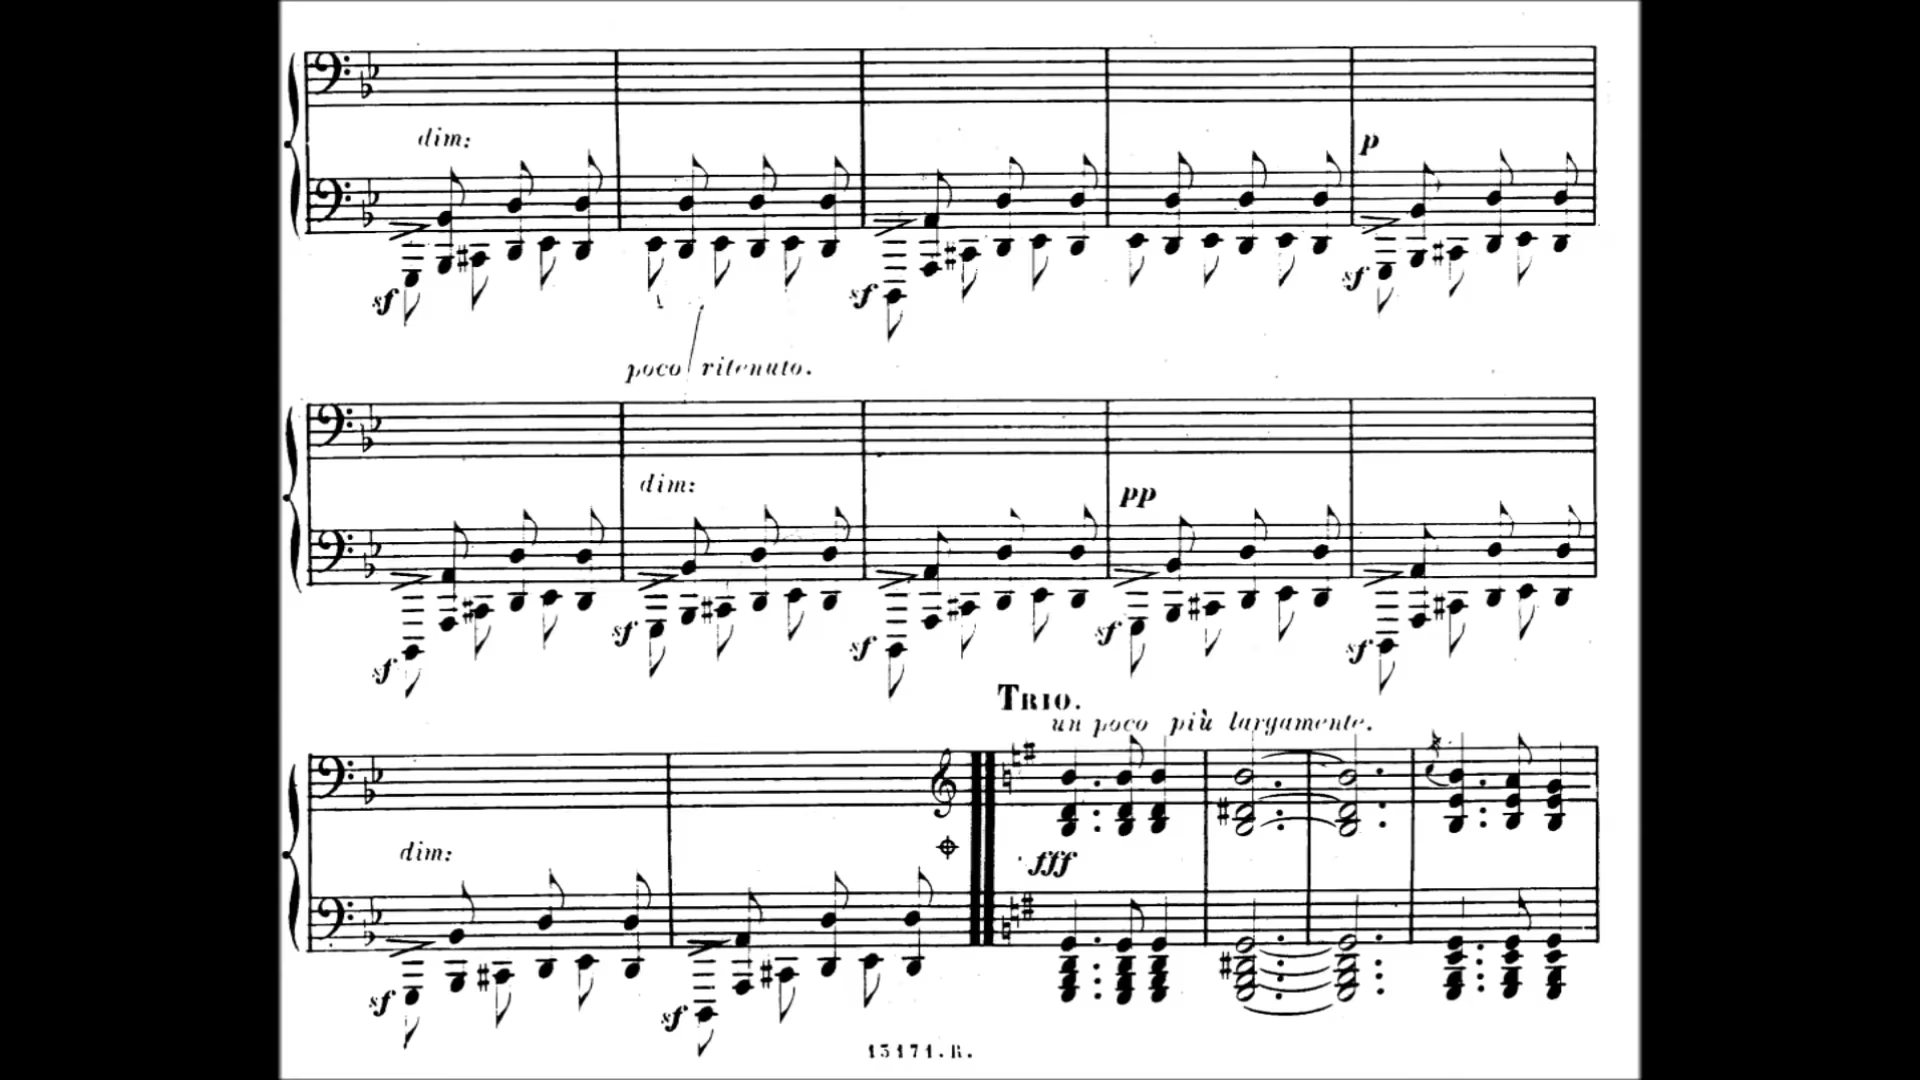 dim: p
sf sf sf
poco ritenuto.
dim: pp
sf sf sf sf sf
TRIO.
un poco più largamente.
dim: fff
sf sf
15171.R.